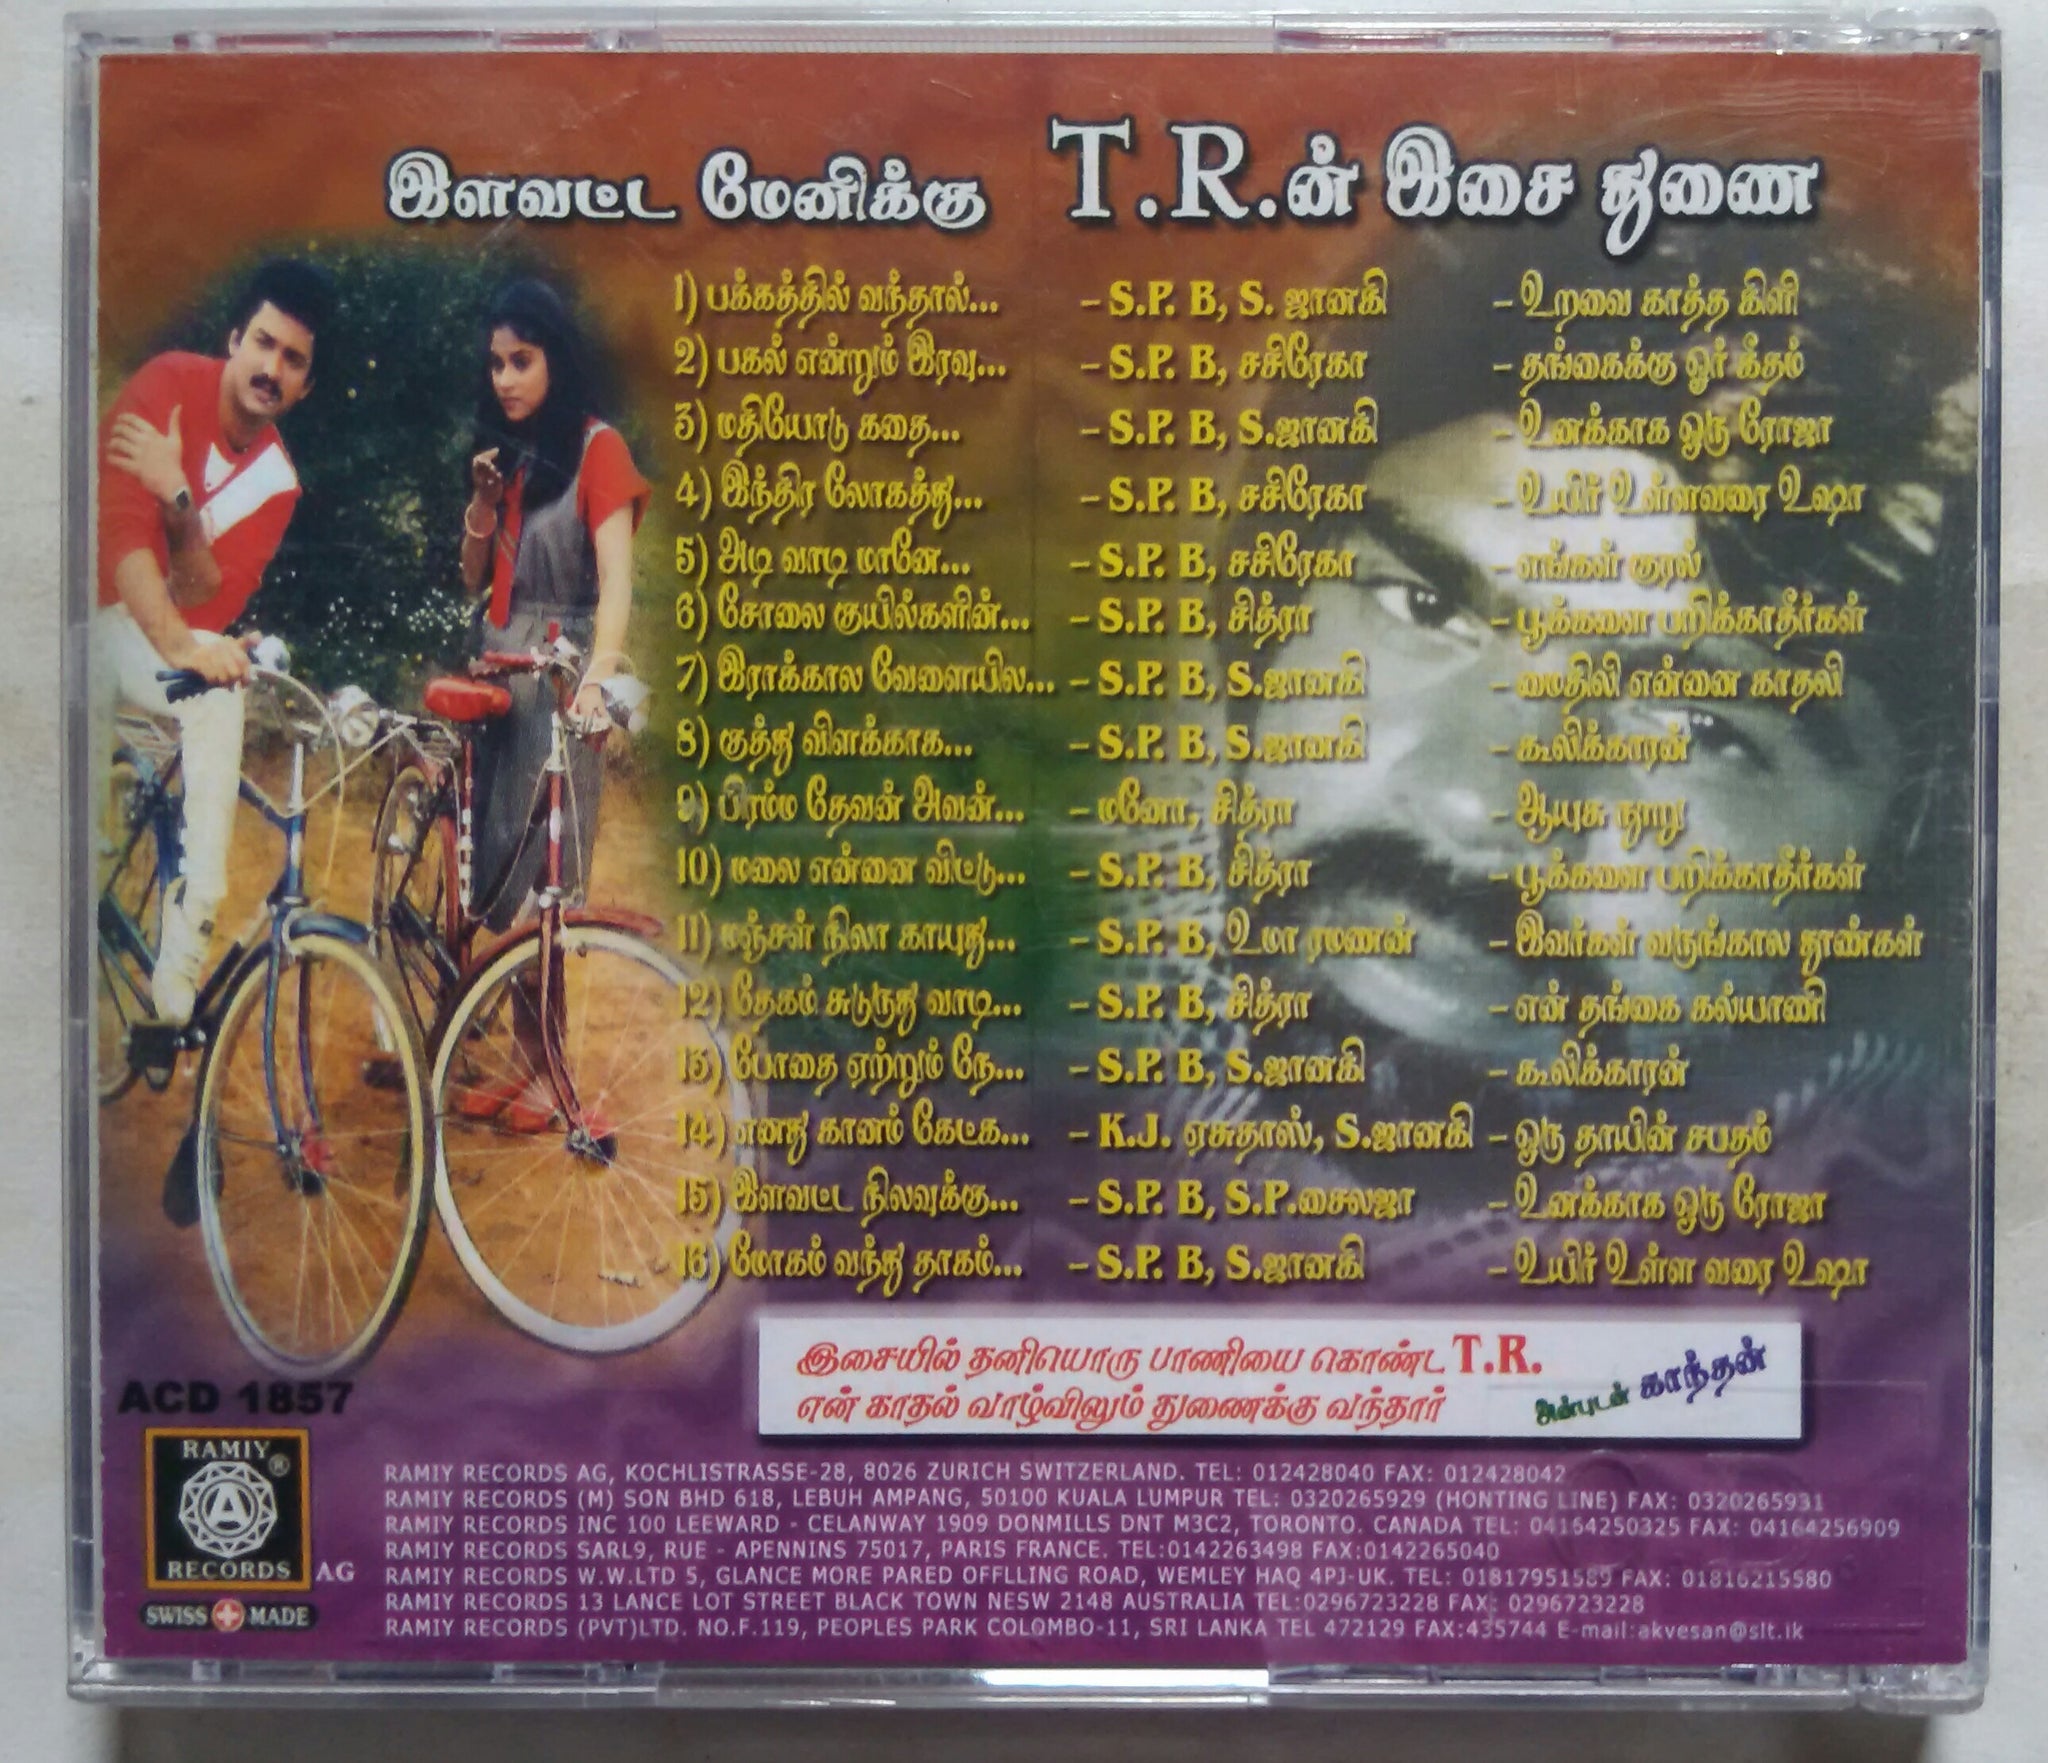 இளவட்ட மேனிக்கு T.R.ன் இசை துணை
1) பக்கத்தில் வந்தால்... – S.P. B, S. ஜானகி – உறவை காத்த கிளி
2) பகல் என்றும் இரவு... – S.P. B, சசிரேகா – தங்கைக்கு ஓர் கீதம்
3) மதியோடு கதை... – S.P. B, S.ஜானகி – உனக்காக ஒரு ரோஜா
4) இந்திர லோகத்து... – S.P. B, சசிரேகா – உயிர் உள்ளவரை உஷா
5) அடி வாடி மானே... – S.P. B, சசிரேகா – எங்கள் குரல்
6) சோலை குயில்களின்... – S.P. B, சித்ரா – பூக்களை பறிக்காதீர்கள்
7) இராக்கால வேளையில... – S.P. B, S.ஜானகி – மைதிலி என்னை காதலி
8) குத்து விளக்காக... – S.P. B, S.ஜானகி – கூலிக்காரன்
9) பிரம்ம தேவன் அவன்... – மனோ, சித்ரா – ஆயுசு நூறு
10) மலை என்னை விட்டு... – S.P. B, சித்ரா – பூக்களை பறிக்காதீர்கள்
11) மஞ்சள் நிலா காயுது... – S.P. B, உமா ரமணன் – இவர்கள் வருங்கால தூண்கள்
12) தேகம் சுடுகுது வாடி... – S.P. B, சித்ரா – என் தங்கை கல்யாணி
13) போதை ஏற்றும் நே... – S.P. B, S.ஜானகி – கூலிக்காரன்
14) எனது கானம் கேட்க... – K.J. ஏசுதாஸ், S.ஜானகி – ஒரு தாயின் சபதம்
15) இளவட்ட நிலவுக்கு... – S.P. B, S.P.சைலஜா – உனக்காக ஒரு ரோஜா
16) மோகம் வந்து தாகம்... – S.P. B, S.ஜானகி – உயிர் உள்ள வரை உஷா
இசையில் தனியொரு பாணியை கொண்ட T.R.
என் காதல் வாழ்விலும் துணைக்கு வந்தார்
அன்புடன் காந்தன்
ACD 1857
RAMIY ®
A
RECORDS AG
SWISS MADE
RAMIY RECORDS AG, KOCHLISTRASSE-28, 8026 ZURICH SWITZERLAND. TEL: 012428040 FAX: 012428042
RAMIY RECORDS (M) SON BHD 618, LEBUH AMPANG, 50100 KUALA LUMPUR TEL: 0320265929 (HONTING LINE) FAX: 0320265931
RAMIY RECORDS INC 100 LEEWARD - CELANWAY 1909 DONMILLS DNT M3C2, TORONTO. CANADA TEL: 04164250325 FAX: 04164256909
RAMIY RECORDS SARL9, RUE - APENNINS 75017, PARIS FRANCE. TEL:0142263498 FAX:0142265040
RAMIY RECORDS W.W.LTD 5, GLANCE MORE PARED OFFLLING ROAD, WEMLEY HAQ 4PJ-UK. TEL: 01817951589 FAX: 01816215580
RAMIY RECORDS 13 LANCE LOT STREET BLACK TOWN NESW 2148 AUSTRALIA TEL:0296723228 FAX: 0296723228
RAMIY RECORDS (PVT)LTD. NO.F.119, PEOPLES PARK COLOMBO-11, SRI LANKA TEL 472129 FAX:435744 E-mail:akvesan@slt.ik